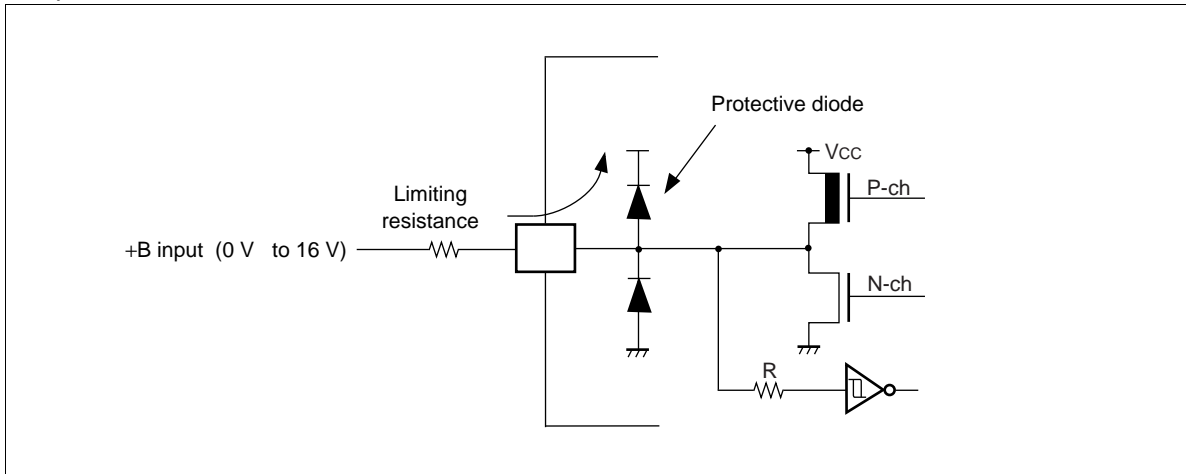 Protective diode
VCC
P-ch
Limiting
resistance
+B input (0 V to 16 V)
N-ch
R